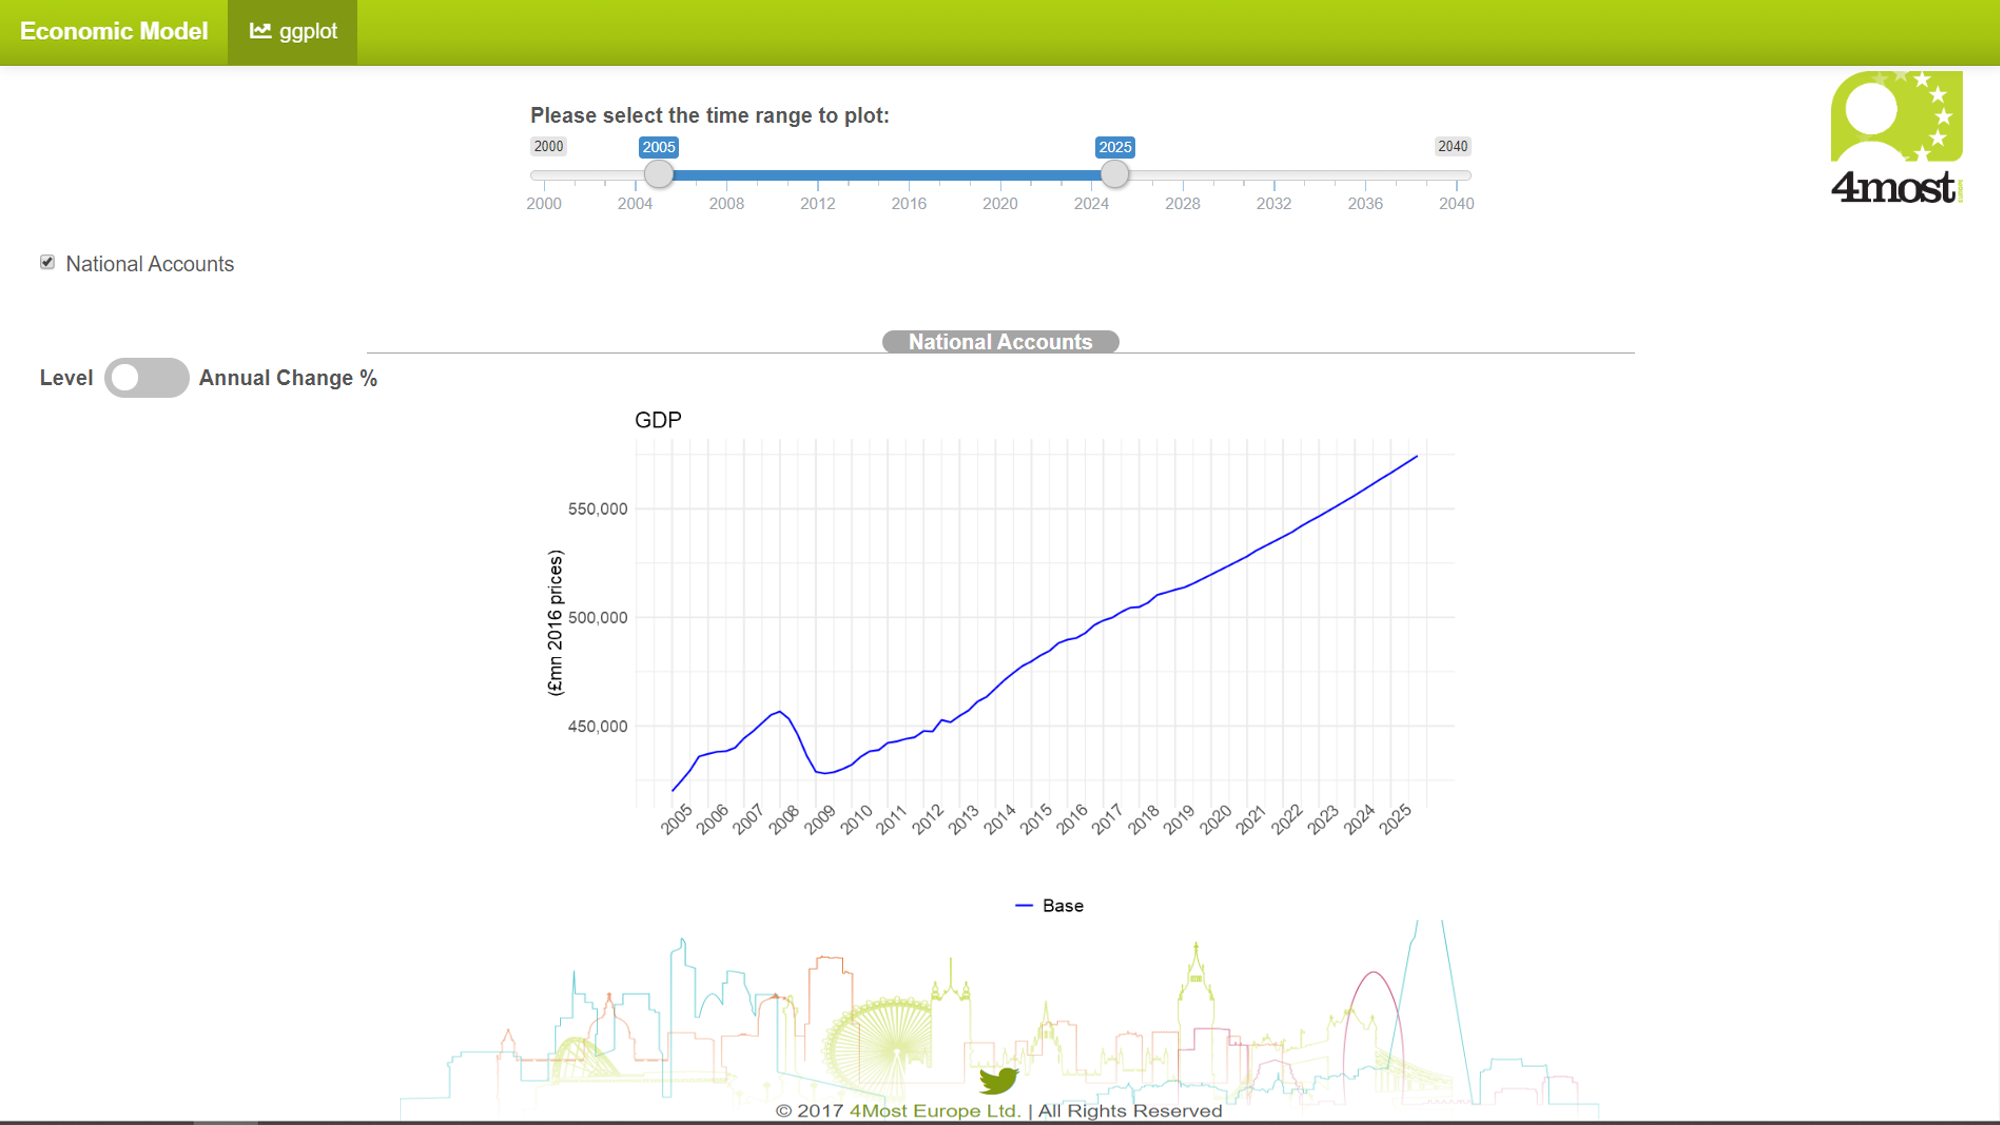 Economic Model ggplot
Please select the time range to plot:
2000 2005 2025 2040
2000 2004 2008 2012 2016 2020 2024 2028 2032 2036 2040
4most
EUROPE
National Accounts
National Accounts
Level Annual Change %
GDP
(£mn 2016 prices)
550,000
500,000
450,000
2005 2006 2007 2008 2009 2010 2011 2012 2013 2014 2015 2016 2017 2018 2019 2020 2021 2022 2023 2024 2025
Base
© 2017 4Most Europe Ltd. | All Rights Reserved